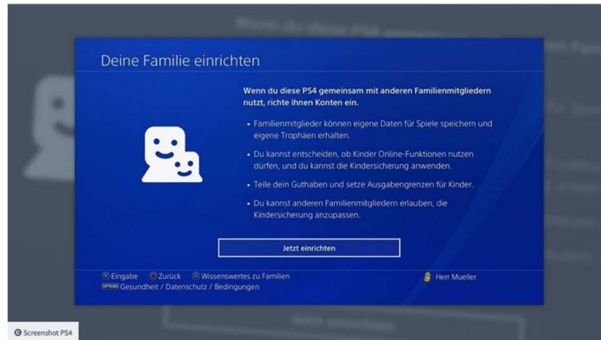 Deine Familie einrichten
Wenn du diese PS4 gemeinsam mit anderen Familienmitgliedern
nutzt, richte ihnen Konten ein.
• Familienmitglieder können eigene Daten für Spiele speichern und
eigene Trophäen erhalten.
• Du kannst entscheiden, ob Kinder Online-Funktionen nutzen
dürfen, und du kannst die Kindersicherung anwenden.
• Teile dein Guthaben und setze Ausgabengrenzen für Kinder.
• Du kannst anderen Familienmitgliedern erlauben, die
Kindersicherung anzupassen.
Jetzt einrichten
Eingabe Zurück Wissenswertes zu Familien
Herr Mueller
OPTIONS Gesundheit / Datenschutz / Bedingungen
Screenshot PS4